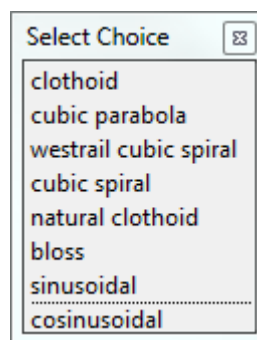 Select Choice
clothoid
cubic parabola
westrail cubic spiral
cubic spiral
natural clothoid
bloss
sinusoidal
cosinusoidal